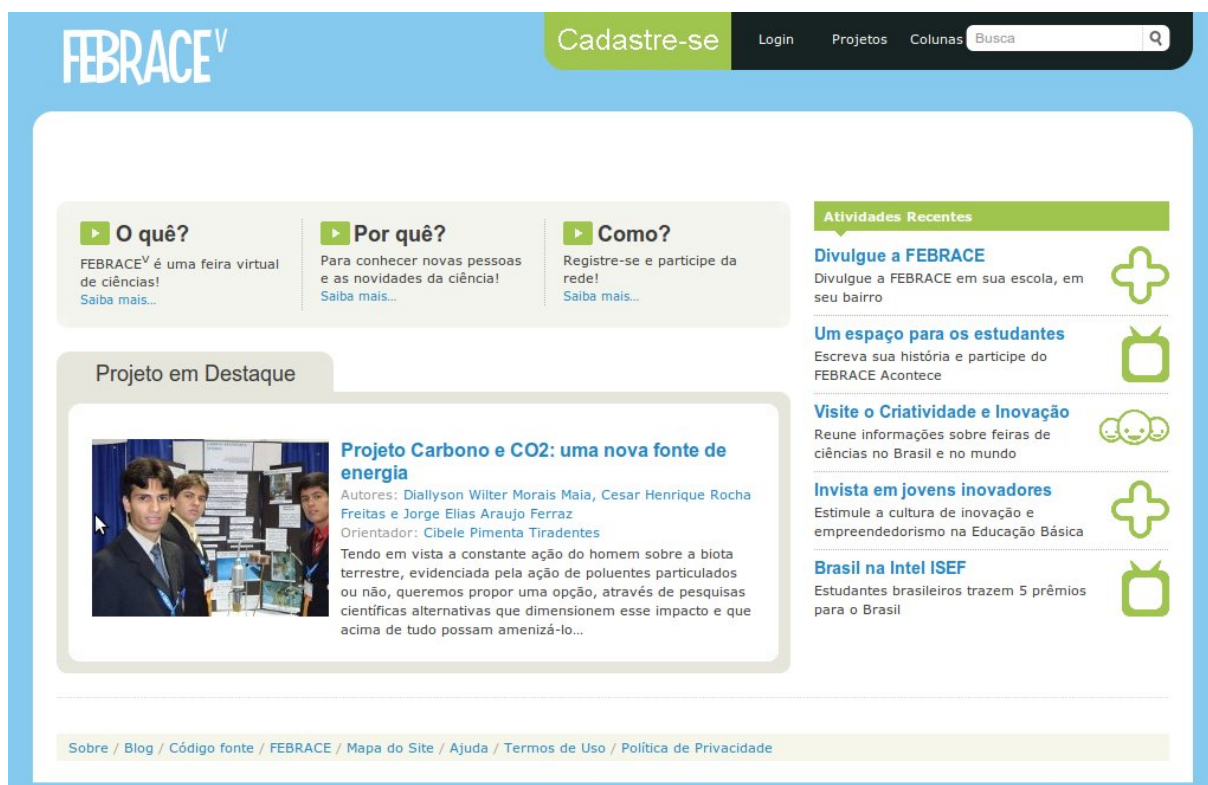 FEBRACE V
Cadastre-se
Login
Projetos
Colunas
Busca
O quê?
FEBRACE V é uma feira virtual
de ciências!
Saiba mais...
Por quê?
Para conhecer novas pessoas
e as novidades da ciência!
Saiba mais...
Como?
Registre-se e participe da
rede!
Saiba mais...
Projeto em Destaque
Projeto Carbono e CO2: uma nova fonte de
energia
Autores: Diallyson Wilter Morais Maia, Cesar Henrique Rocha
Freitas e Jorge Elias Araujo Ferraz
Orientador: Cibele Pimenta Tiradentes
Tendo em vista a constante ação do homem sobre a biota
terrestre, evidenciada pela ação de poluentes particulados
ou não, queremos propor uma opção, através de pesquisas
científicas alternativas que dimensionem esse impacto e que
acima de tudo possam amenizá-lo...
Atividades Recentes
Divulgue a FEBRACE
Divulgue a FEBRACE em sua escola, em
seu bairro
Um espaço para os estudantes
Escreva sua história e participe do
FEBRACE Acontece
Visite o Criatividade e Inovação
Reune informações sobre feiras de
ciências no Brasil e no mundo
Invista em jovens inovadores
Estimule a cultura de inovação e
empreendedorismo na Educação Básica
Brasil na Intel ISEF
Estudantes brasileiros trazem 5 prêmios
para o Brasil
Sobre / Blog / Código fonte / FEBRACE / Mapa do Site / Ajuda / Termos de Uso / Política de Privacidade